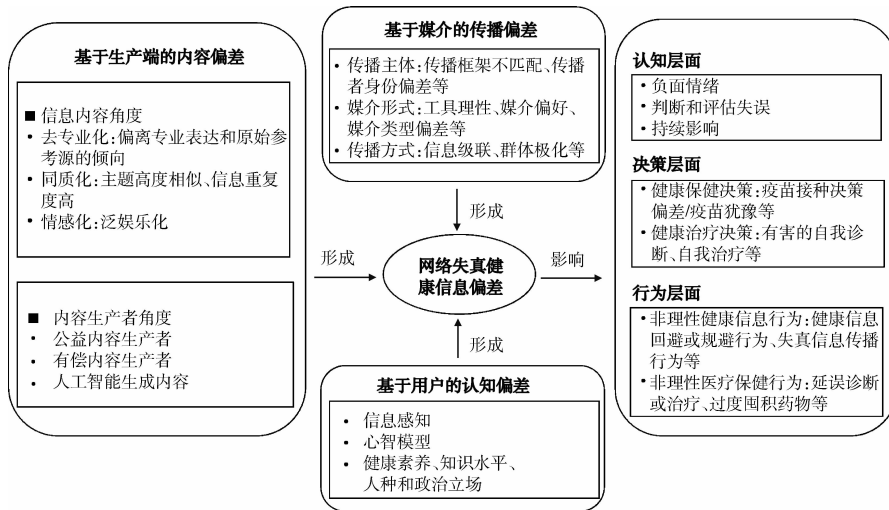 基于生产端的内容偏差
■ 信息内容角度
• 去专业化:偏离专业表达和原始参
考源的倾向
• 同质化:主题高度相似、信息重复
度高
• 情感化:泛娱乐化
■ 内容生产者角度
• 公益内容生产者
• 有偿内容生产者
• 人工智能生成内容
形成
基于媒介的传播偏差
• 传播主体:传播框架不匹配、传播
者身份偏差等
• 媒介形式:工具理性、媒介偏好、
媒介类型偏差等
• 传播方式:信息级联、群体极化等
形成
网络失真健
康信息偏差
形成
基于用户的认知偏差
• 信息感知
• 心智模型
• 健康素养、知识水平、
人种和政治立场
影响
认知层面
• 负面情绪
• 判断和评估失误
• 持续影响
决策层面
• 健康保健决策:疫苗接种决策
偏差/疫苗犹豫等
• 健康治疗决策:有害的自我诊
断、自我治疗等
行为层面
• 非理性健康信息行为:健康信息
回避或规避行为、失真信息传播
行为等
• 非理性医疗保健行为:延误诊断
或治疗、过度囤积药物等